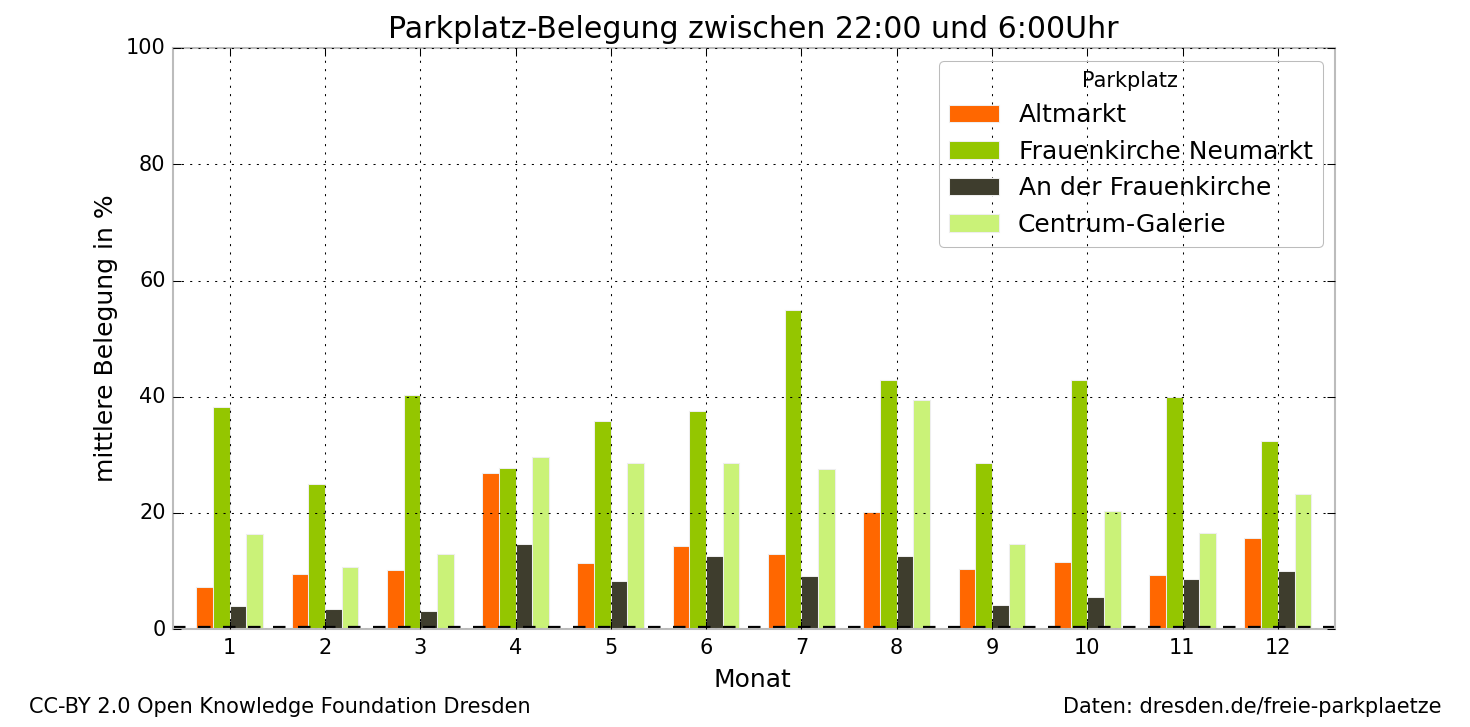 Parkplatz-Belegung zwischen 22:00 und 6:00Uhr
100
80
60
40
20
0
mittlere Belegung in %
Parkplatz
Altmarkt
Frauenkirche Neumarkt
An der Frauenkirche
Centrum-Galerie
1 2 3 4 5 6 7 8 9 10 11 12
Monat
CC-BY 2.0 Open Knowledge Foundation Dresden
Daten: dresden.de/freie-parkplaetze